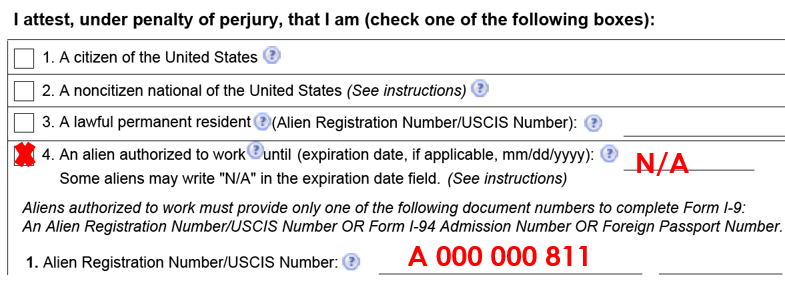 I attest, under penalty of perjury, that I am (check one of the following boxes):
1. A citizen of the United States ?
2. A noncitizen national of the United States (See instructions) ?
3. A lawful permanent resident ? (Alien Registration Number/USCIS Number): ?
4. An alien authorized to work ? until (expiration date, if applicable, mm/dd/yyyy): ? N/A
Some aliens may write "N/A" in the expiration date field. (See instructions)
Aliens authorized to work must provide only one of the following document numbers to complete Form I-9:
An Alien Registration Number/USCIS Number OR Form I-94 Admission Number OR Foreign Passport Number.
1. Alien Registration Number/USCIS Number: ? A 000 000 811